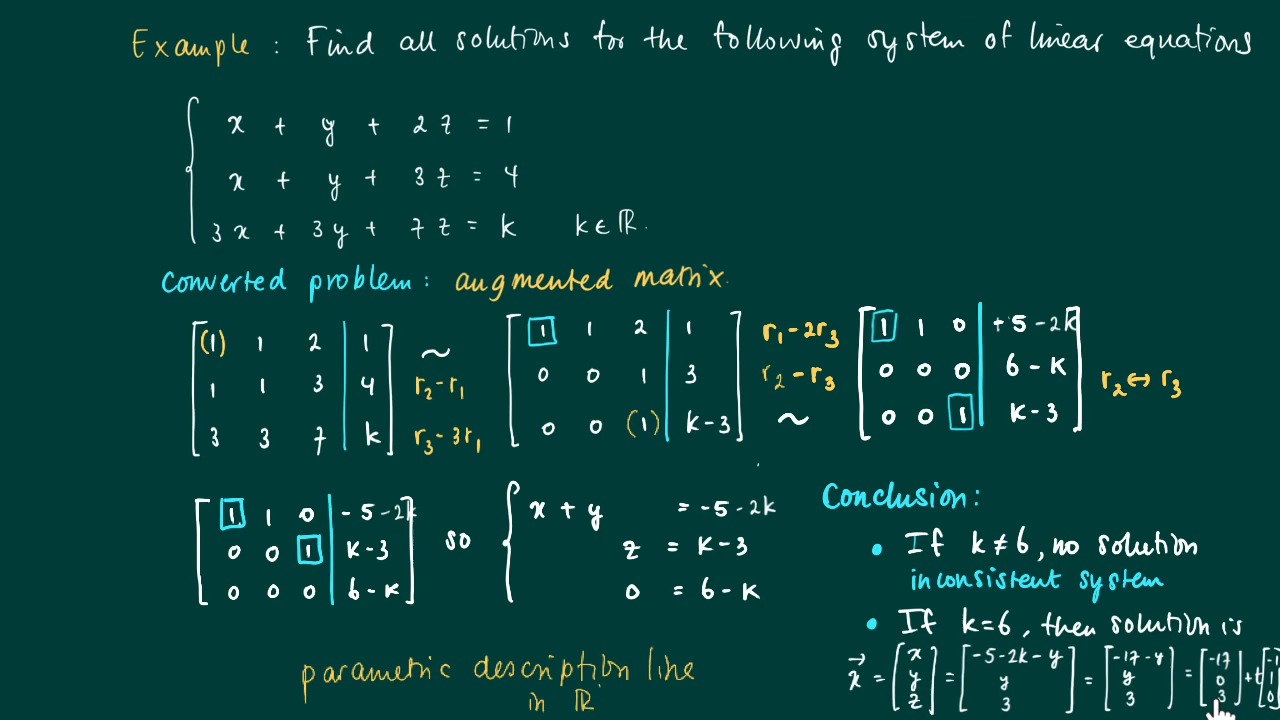 Example : Find all solutions for the following system of linear equations
x + y + 2z = 1
x + y + 3z = 4
3x + 3y + 7z = k k ∈ ℝ.
Converted problem : augmented matrix.
[(1) 1 2 | 1]
[1 1 3 | 4]
[3 3 7 | k]
~
r₂ - r₁
r₃ - 3r₁
[1 1 2 | 1]
[0 0 1 | 3]
[0 0 (1) | k-3]
r₁ - 2r₃
r₂ - r₃
~
[1 1 0 | +5 - 2k]
[0 0 0 | 6 - k]
[0 0 1 | k - 3]
r₂ ↔ r₃
[1 1 0 | -5 - 2k]
[0 0 1 | k - 3]
[0 0 0 | 6 - k]
so
x + y = -5 - 2k
z = k - 3
0 = 6 - k
Conclusion :
• If k ≠ 6, no solution
inconsistent system
• If k = 6, then solution is
x⃗ = [x y z] = [-5-2k-y y 3] = [-17-y y 3] = [-17 0 3] + t[-1 1 0]
parametric description line
in ℝ